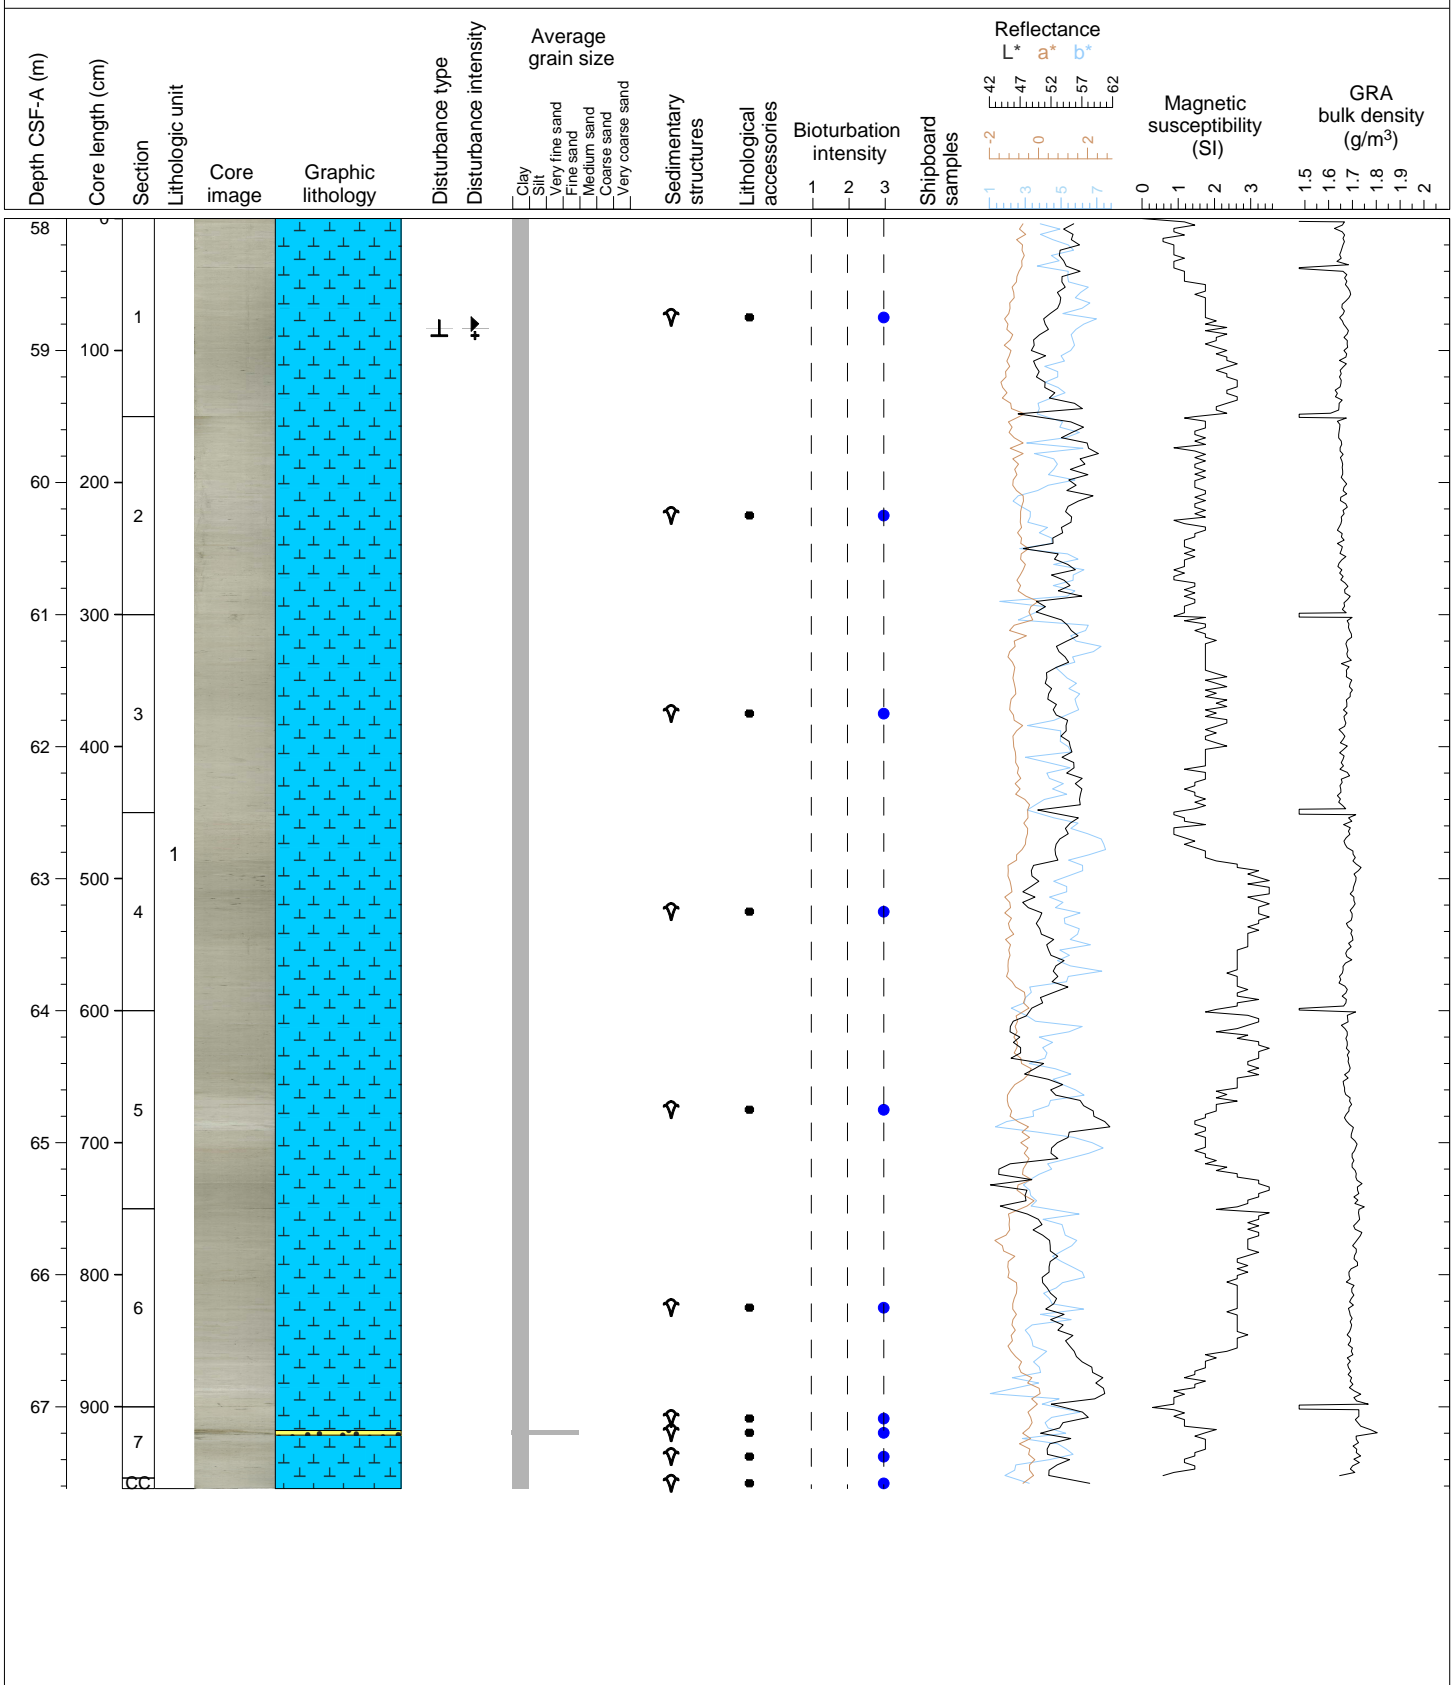 Depth CSF-A (m)
Core length (cm)
Section
Lithologic unit
Core
image
Graphic
lithology
Disturbance type
Disturbance intensity
Average
grain size
Clay
Silt
Very fine sand
Fine sand
Medium sand
Coarse sand
Very coarse sand
Sedimentary
structures
Lithological
accessories
Bioturbation
intensity
1 2 3
Shipboard
samples
Reflectance
L* a* b*
42 47 52 57 62
-2 0 2
1 3 5 7
Magnetic
susceptibility
(SI)
0 1 2 3
GRA
bulk density
(g/m3)
1.5 1.6 1.7 1.8 1.9 2
58 0
1
59 100
60 200
2
61 300
3
62 400
1
63 500
4
64 600
5
65 700
66 800
6
67 900
7
CC